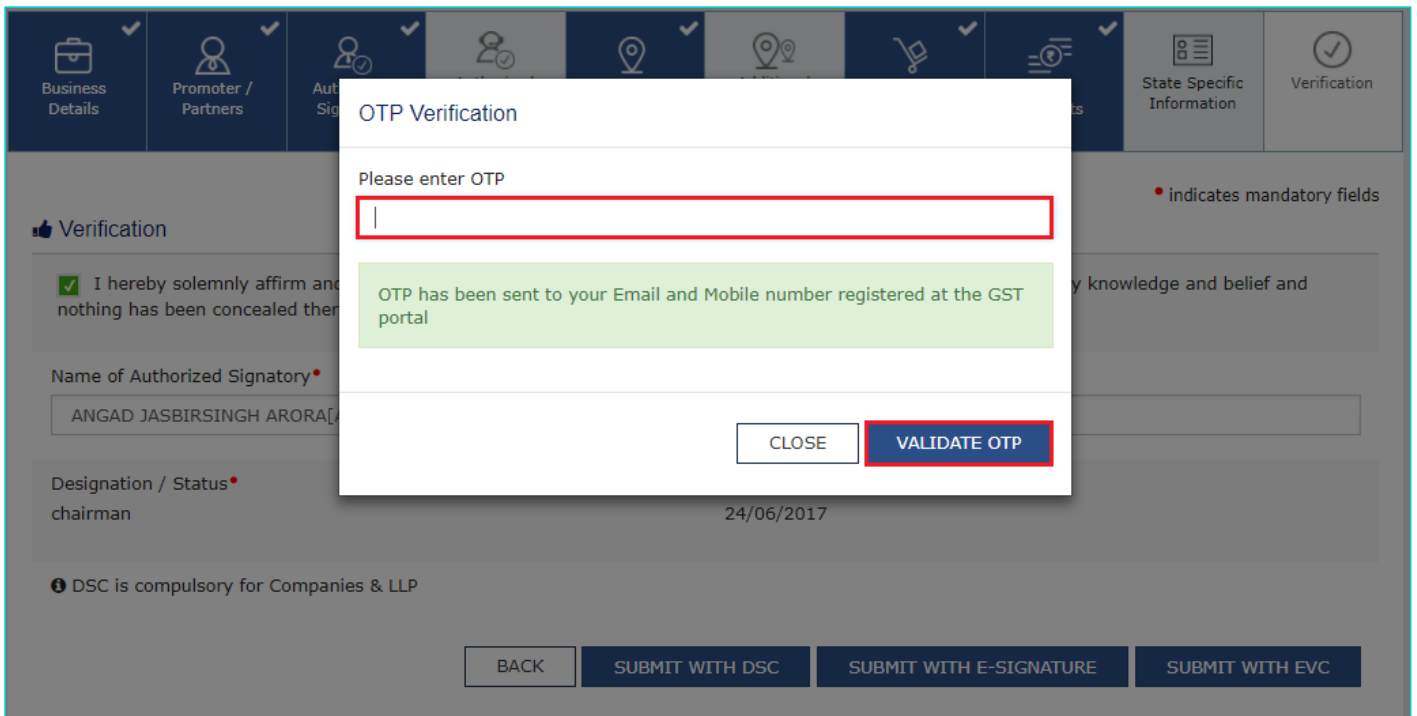 Business
Details
Promoter /
Partners
State Specific
Information
Verification
OTP Verification
Please enter OTP
• indicates mandatory fields
Verification
I hereby solemnly affirm and
y knowledge and belief and
nothing has been concealed ther
OTP has been sent to your Email and Mobile number registered at the GST
portal
Name of Authorized Signatory•
ANGAD JASBIRSINGH ARORA[
CLOSE
VALIDATE OTP
Designation / Status•
chairman
24/06/2017
DSC is compulsory for Companies & LLP
BACK
SUBMIT WITH DSC
SUBMIT WITH E-SIGNATURE
SUBMIT WITH EVC